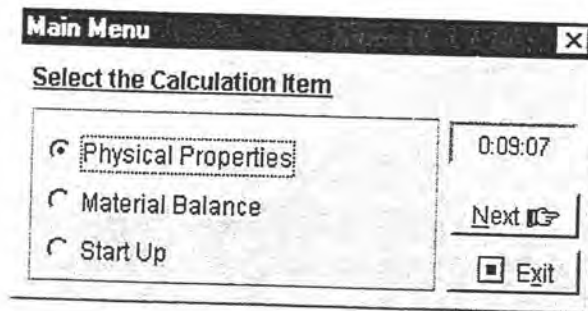 Main Menu
Select the Calculation Item
Physical Properties
Material Balance
Start Up
0:09:07
Next
Exit